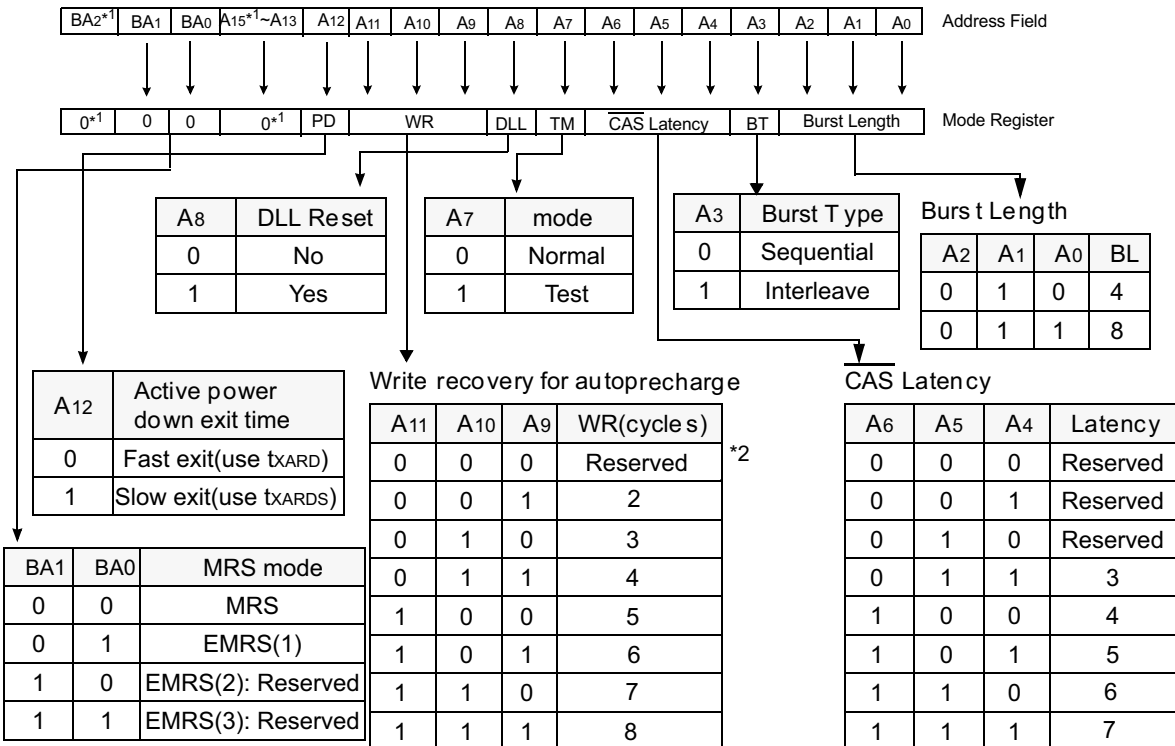 BA2*1 BA1 BA0 A15*1~A13 A12 A11 A10 A9 A8 A7 A6 A5 A4 A3 A2 A1 A0 Address Field
0*1 0 0 0*1 PD WR DLL TM CAS Latency BT Burst Length Mode Register
A8 DLL Reset
0 No
1 Yes
A7 mode
0 Normal
1 Test
A3 Burst Type
0 Sequential
1 Interleave
Burst Length
A2 A1 A0 BL
0 1 0 4
0 1 1 8
A12 Active power
down exit time
0 Fast exit(use tXARD)
1 Slow exit(use tXARDS)
BA1 BA0 MRS mode
0 0 MRS
0 1 EMRS(1)
1 0 EMRS(2): Reserved
1 1 EMRS(3): Reserved
Write recovery for autoprecharge
A11 A10 A9 WR(cycles)
0 0 0 Reserved *2
0 0 1 2
0 1 0 3
0 1 1 4
1 0 0 5
1 0 1 6
1 1 0 7
1 1 1 8
CAS Latency
A6 A5 A4 Latency
0 0 0 Reserved
0 0 1 Reserved
0 1 0 Reserved
0 1 1 3
1 0 0 4
1 0 1 5
1 1 0 6
1 1 1 7